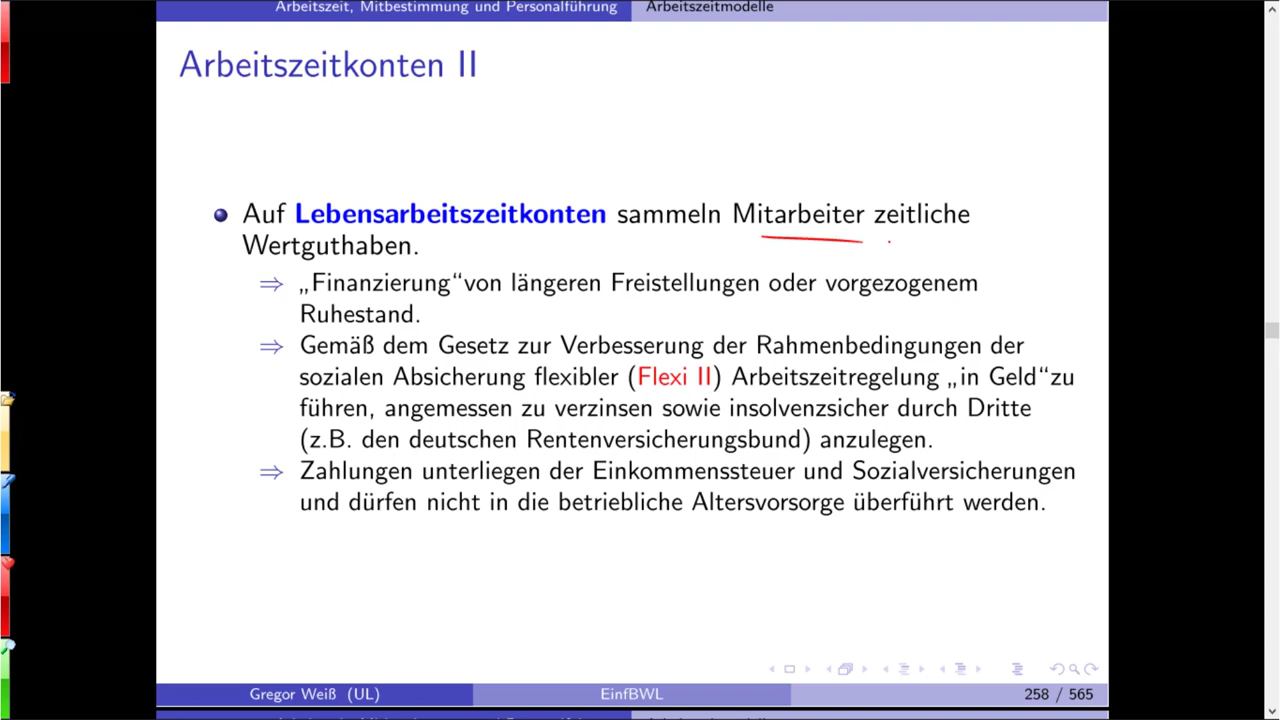 Arbeitszeit, Mitbestimmung und Personalführung Arbeitszeitmodelle
Arbeitszeitkonten II
Auf Lebensarbeitszeitkonten sammeln Mitarbeiter zeitliche
Wertguthaben.
⇒ „Finanzierung“von längeren Freistellungen oder vorgezogenem
Ruhestand.
⇒ Gemäß dem Gesetz zur Verbesserung der Rahmenbedingungen der
sozialen Absicherung flexibler (Flexi II) Arbeitszeitregelung „in Geld“zu
führen, angemessen zu verzinsen sowie insolvenzsicher durch Dritte
(z.B. den deutschen Rentenversicherungsbund) anzulegen.
⇒ Zahlungen unterliegen der Einkommenssteuer und Sozialversicherungen
und dürfen nicht in die betriebliche Altersvorsorge überführt werden.
Gregor Weiß (UL) EinfBWL 258 / 565